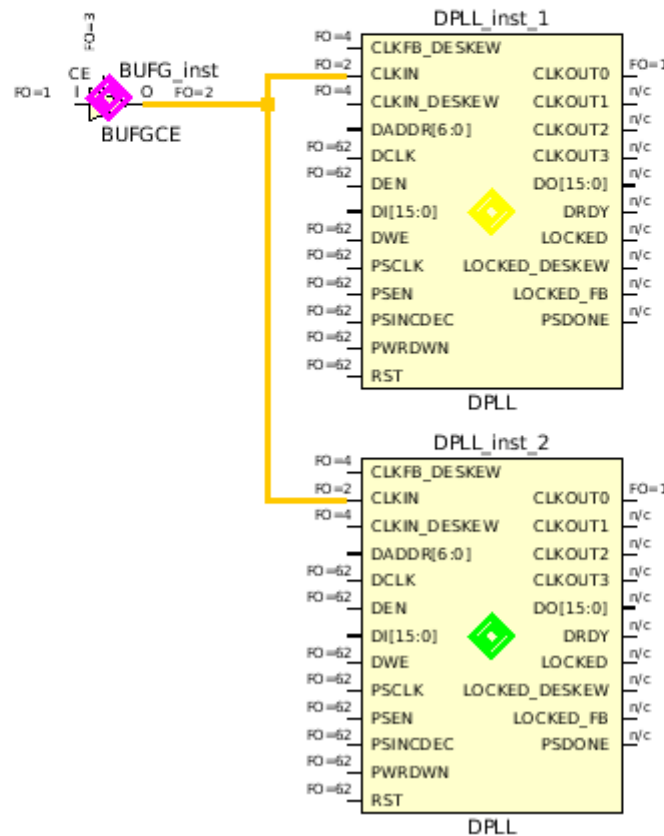 FO=3
CE BUFG_inst
FO=1 I O FO=2
BUFGCE
DPLL_inst_1
FO=4 CLKFB_DESKEW
FO=2 CLKIN CLKOUT0 FO=1
FO=4 CLKIN_DESKEW CLKOUT1 n/c
DADDR[6:0] CLKOUT2 n/c
FO=62 DCLK CLKOUT3 n/c
FO=62 DEN DO[15:0]
DI[15:0] DRDY n/c
FO=62 DWE LOCKED n/c
FO=62 PSCLK LOCKED_DESKEW n/c
FO=62 PSEN LOCKED_FB n/c
FO=62 PSINCDEC PSDONE n/c
FO=62 PWRDWN
FO=62 RST
DPLL
DPLL_inst_2
FO=4 CLKFB_DESKEW
FO=2 CLKIN CLKOUT0 FO=1
FO=4 CLKIN_DESKEW CLKOUT1 n/c
DADDR[6:0] CLKOUT2 n/c
FO=62 DCLK CLKOUT3 n/c
FO=62 DEN DO[15:0]
DI[15:0] DRDY n/c
FO=62 DWE LOCKED n/c
FO=62 PSCLK LOCKED_DESKEW n/c
FO=62 PSEN LOCKED_FB n/c
FO=62 PSINCDEC PSDONE n/c
FO=62 PWRDWN
FO=62 RST
DPLL